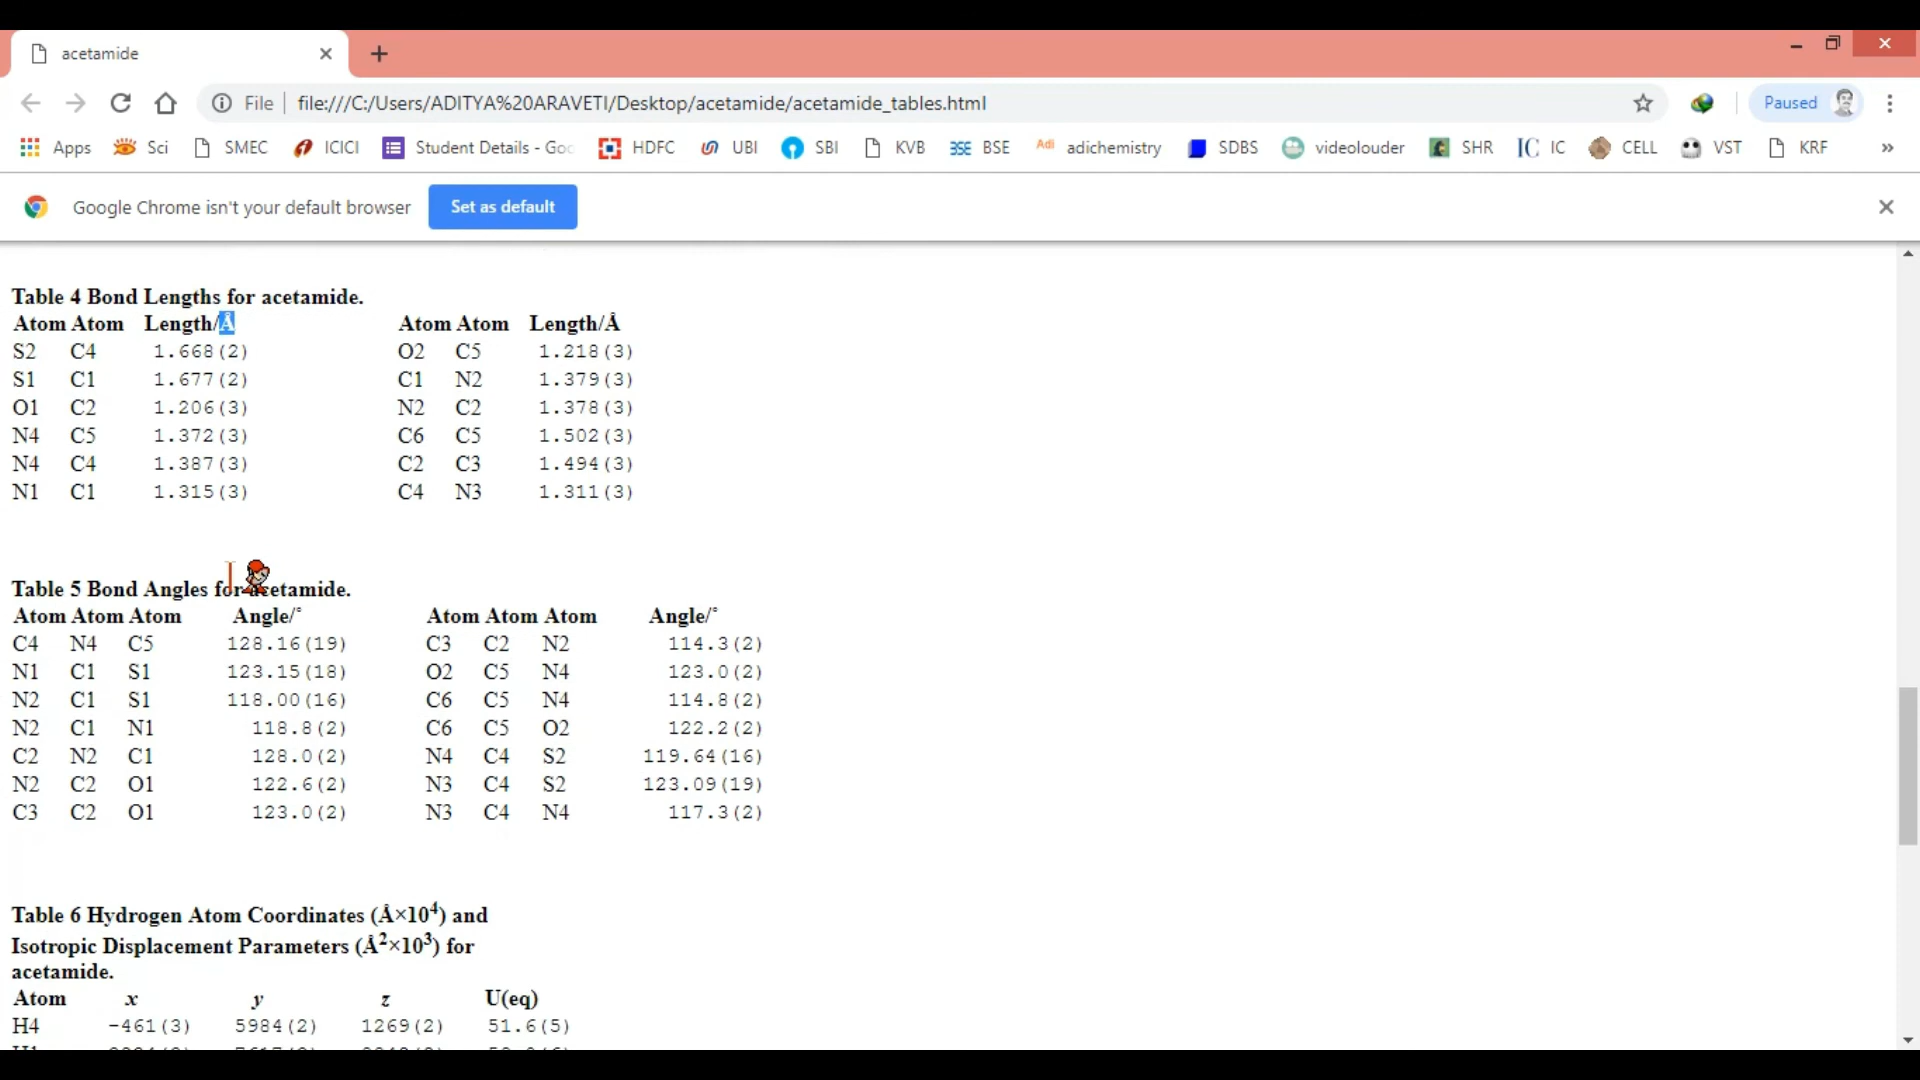 acetamide
File file:///C:/Users/ADITYA%20ARAVETI/Desktop/acetamide/acetamide_tables.html Paused
Apps Sci SMEC ICICI Student Details - Goo HDFC UBI SBI KVB BSE Adi adichemistry SDBS videolouder SHR IC IC CELL VST KRF »
Google Chrome isn't your default browser Set as default
Table 4 Bond Lengths for acetamide.
Atom Atom Length/Å Atom Atom Length/Å
S2 C4 1.668(2) O2 C5 1.218(3)
S1 C1 1.677(2) C1 N2 1.379(3)
O1 C2 1.206(3) N2 C2 1.378(3)
N4 C5 1.372(3) C6 C5 1.502(3)
N4 C4 1.387(3) C2 C3 1.494(3)
N1 C1 1.315(3) C4 N3 1.311(3)
Table 5 Bond Angles for acetamide.
Atom Atom Atom Angle/˚ Atom Atom Atom Angle/˚
C4 N4 C5 128.16(19) C3 C2 N2 114.3(2)
N1 C1 S1 123.15(18) O2 C5 N4 123.0(2)
N2 C1 S1 118.00(16) C6 C5 N4 114.8(2)
N2 C1 N1 118.8(2) C6 C5 O2 122.2(2)
C2 N2 C1 128.0(2) N4 C4 S2 119.64(16)
N2 C2 O1 122.6(2) N3 C4 S2 123.09(19)
C3 C2 O1 123.0(2) N3 C4 N4 117.3(2)
Table 6 Hydrogen Atom Coordinates (Å×10⁴) and
Isotropic Displacement Parameters (Å²×10³) for
acetamide.
Atom x y z U(eq)
H4 -461(3) 5984(2) 1269(2) 51.6(5)